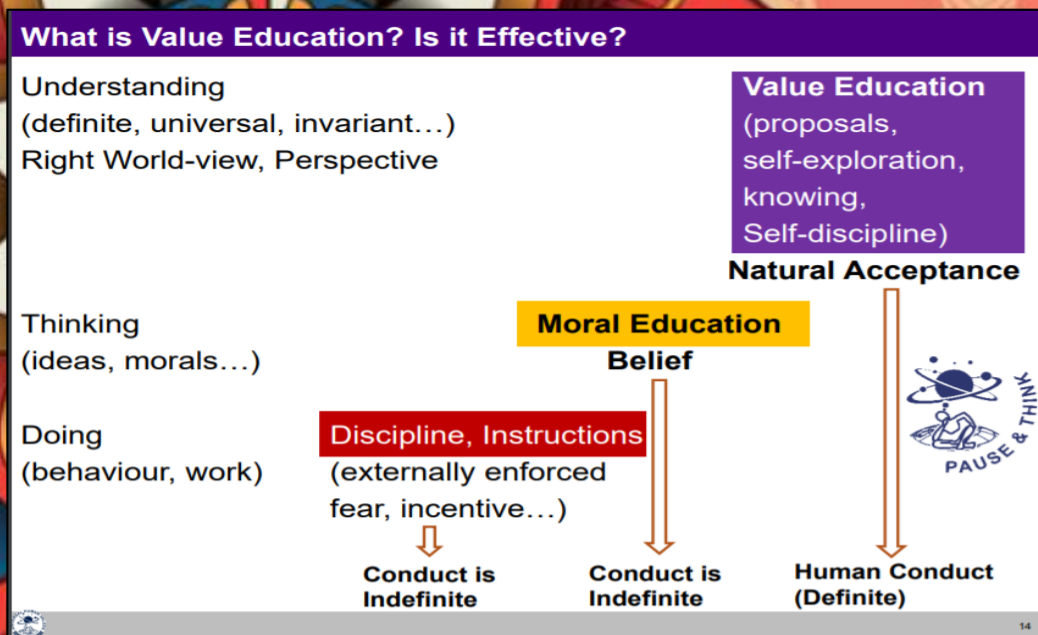 What is Value Education? Is it Effective?
Understanding
(definite, universal, invariant…)
Right World-view, Perspective
Value Education
(proposals,
self-exploration,
knowing,
Self-discipline)
Natural Acceptance
Thinking
(ideas, morals…)
Moral Education
Belief
Doing
(behaviour, work)
Discipline, Instructions
(externally enforced
fear, incentive…)
PAUSE & THINK
Conduct is
Indefinite
Conduct is
Indefinite
Human Conduct
(Definite)
14